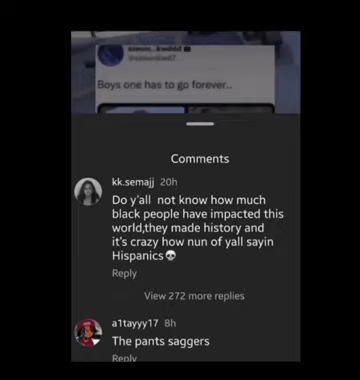 Boys one has to go forever..
Comments
kk.semajj 20h
Do y'all not know how much
black people have impacted this
world,they made history and
it's crazy how nun of yall sayin
Hispanics💀
Reply
View 272 more replies
a1tayyy17 8h
The pants saggers
Reply